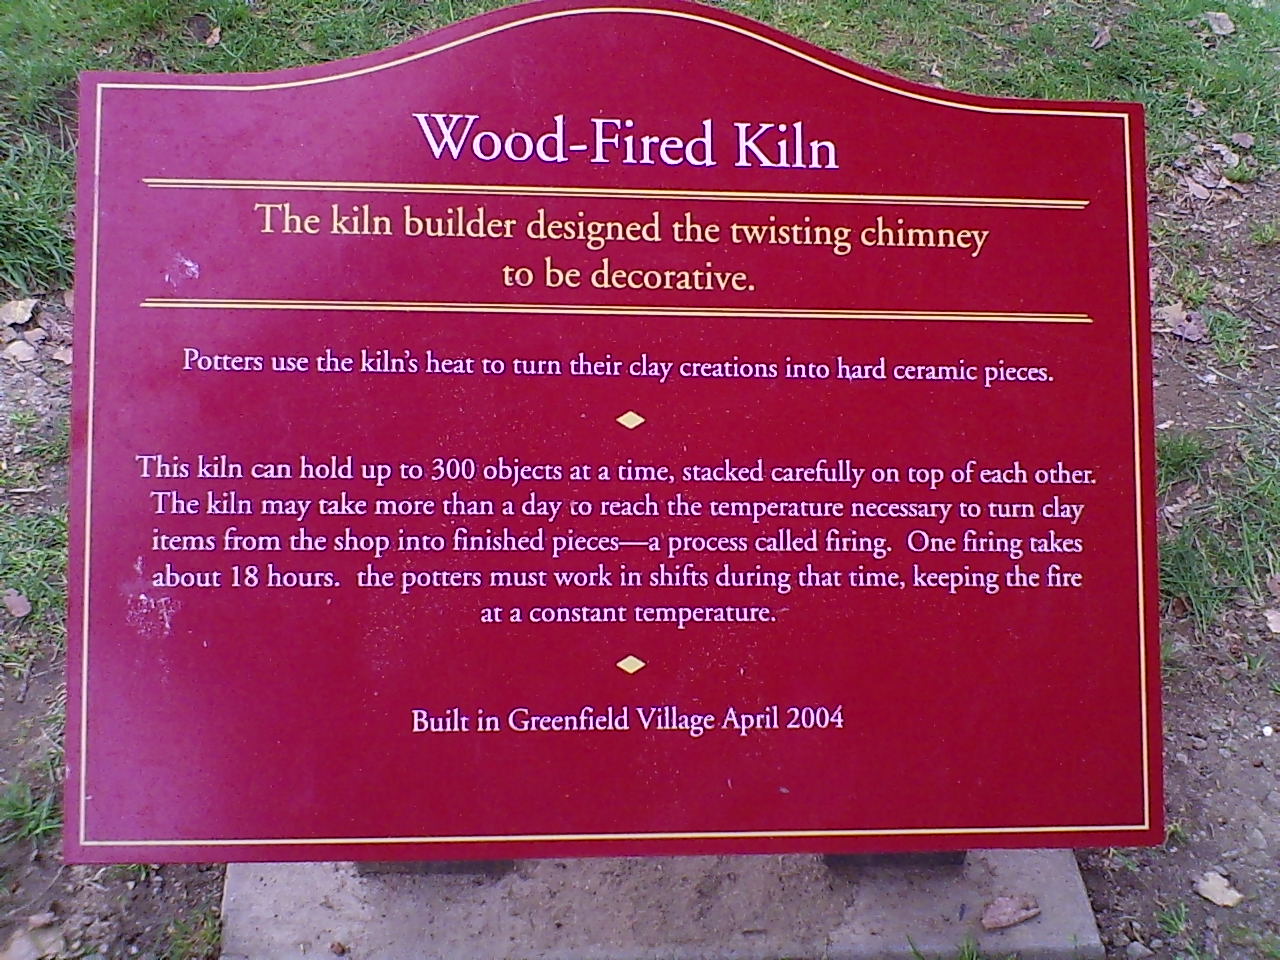 Wood-Fired Kiln
The kiln builder designed the twisting chimney
to be decorative.
Potters use the kiln's heat to turn their clay creations into hard ceramic pieces.
This kiln can hold up to 300 objects at a time, stacked carefully on top of each other.
The kiln may take more than a day to reach the temperature necessary to turn clay
items from the shop into finished pieces—a process called firing.  One firing takes
about 18 hours.  the potters must work in shifts during that time, keeping the fire
at a constant temperature.
Built in Greenfield Village April 2004